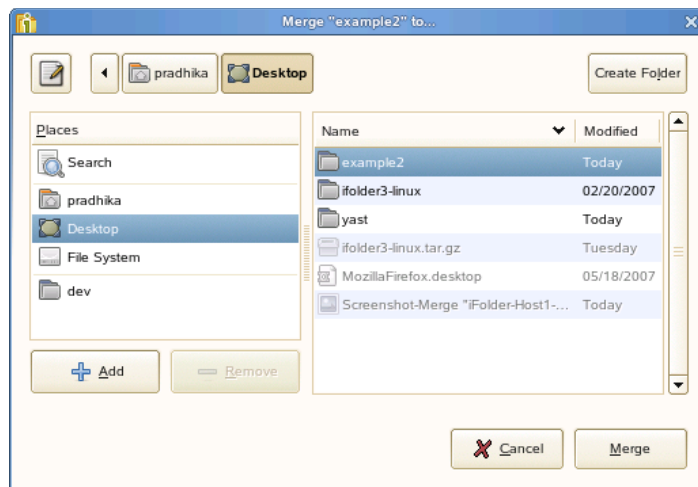 Merge "example2" to...
pradhika
Desktop
Create Folder
Places
Search
pradhika
Desktop
File System
dev
Add
Remove
Name Modified
example2 Today
ifolder3-linux 02/20/2007
yast Today
ifolder3-linux.tar.gz Tuesday
MozillaFirefox.desktop 05/18/2007
Screenshot-Merge "iFolder-Host1-... Today
Cancel
Merge